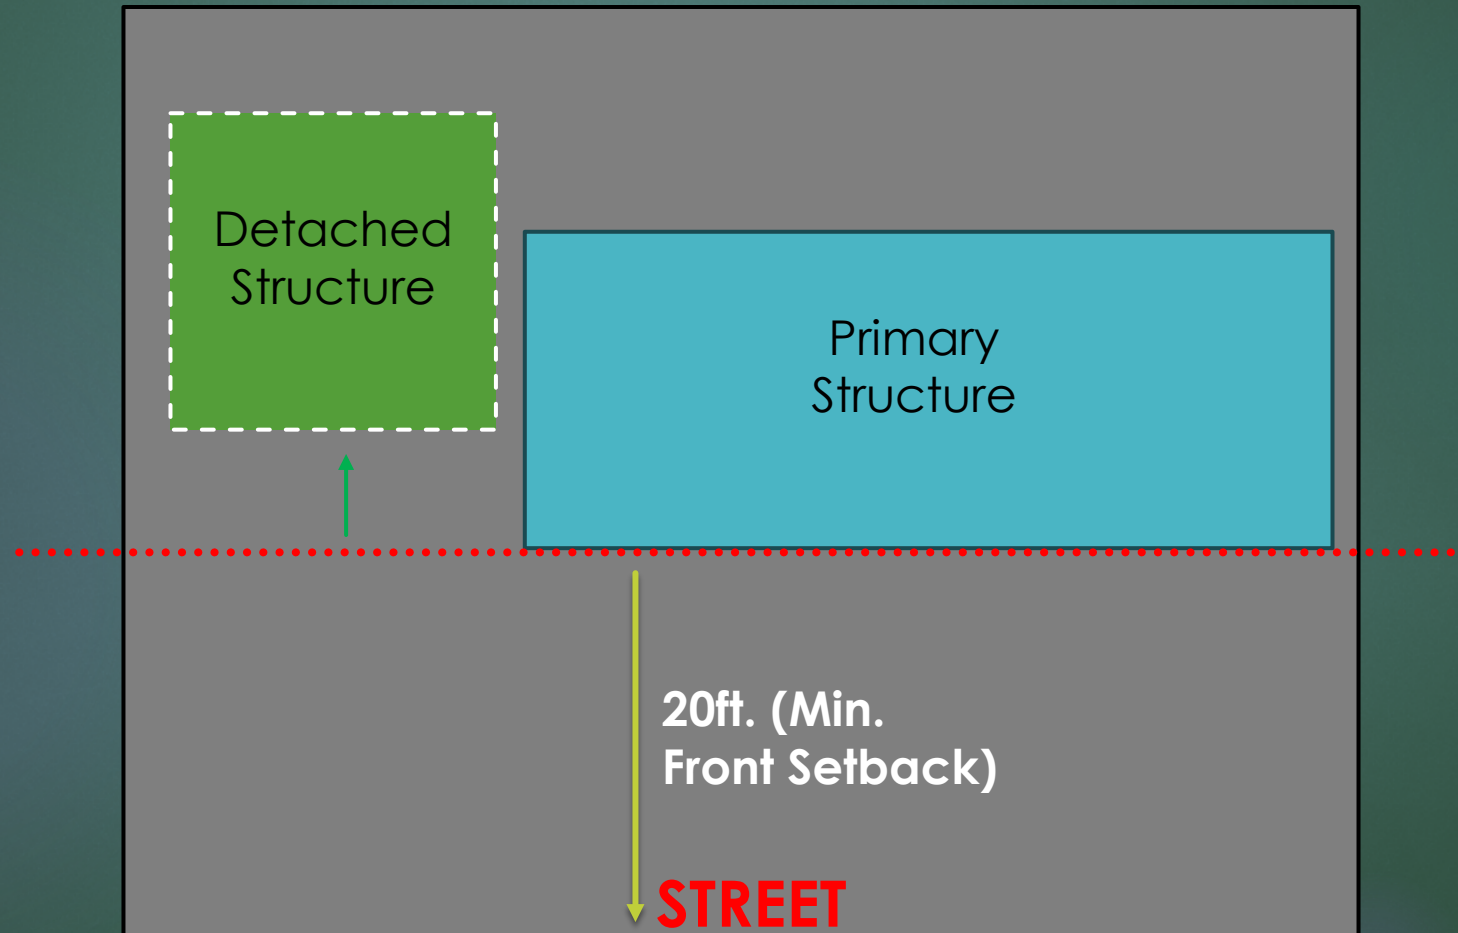 Detached
Structure
Primary
Structure
20ft. (Min.
Front Setback)
STREET